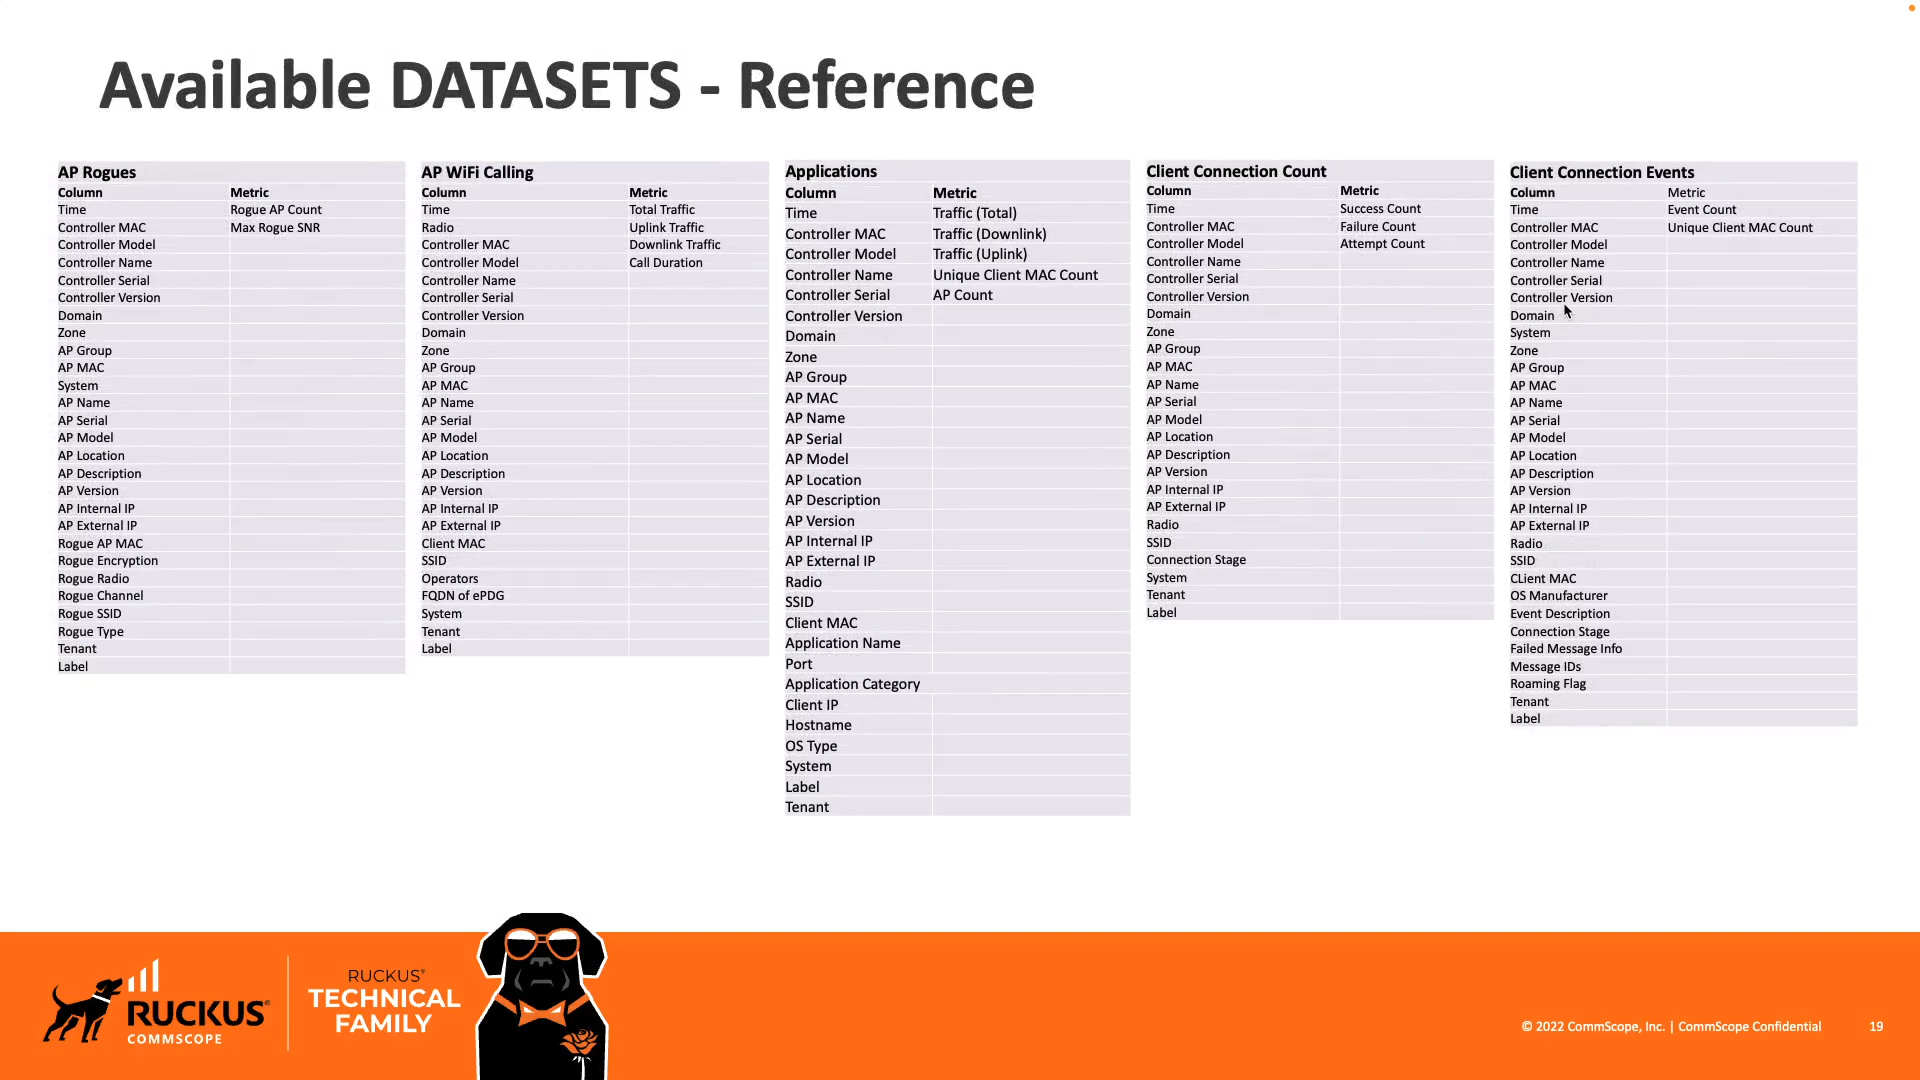 Available DATASETS - Reference
AP Rogues
Column Metric
Time Rogue AP Count
Controller MAC Max Rogue SNR
Controller Model
Controller Name
Controller Serial
Controller Version
Domain
Zone
AP Group
AP MAC
System
AP Name
AP Serial
AP Model
AP Location
AP Description
AP Version
AP Internal IP
AP External IP
Rogue AP MAC
Rogue Encryption
Rogue Radio
Rogue Channel
Rogue SSID
Rogue Type
Tenant
Label
AP WiFi Calling
Column Metric
Time Total Traffic
Radio Uplink Traffic
Controller MAC Downlink Traffic
Controller Model Call Duration
Controller Name
Controller Serial
Controller Version
Domain
Zone
AP Group
AP MAC
AP Name
AP Serial
AP Model
AP Location
AP Description
AP Version
AP Internal IP
AP External IP
Client MAC
SSID
Operators
FQDN of ePDG
System
Tenant
Label
Applications
Column Metric
Time Traffic (Total)
Controller MAC Traffic (Downlink)
Controller Model Traffic (Uplink)
Controller Name Unique Client MAC Count
Controller Serial AP Count
Controller Version
Domain
Zone
AP Group
AP MAC
AP Name
AP Serial
AP Model
AP Location
AP Description
AP Version
AP Internal IP
AP External IP
Radio
SSID
Client MAC
Application Name
Port
Application Category
Client IP
Hostname
OS Type
System
Label
Tenant
Client Connection Count
Column Metric
Time Success Count
Controller MAC Failure Count
Controller Model Attempt Count
Controller Name
Controller Serial
Controller Version
Domain
Zone
AP Group
AP MAC
AP Name
AP Serial
AP Model
AP Location
AP Description
AP Version
AP Internal IP
AP External IP
Radio
SSID
Connection Stage
System
Tenant
Label
Client Connection Events
Column Metric
Time Event Count
Controller MAC Unique Client MAC Count
Controller Model
Controller Name
Controller Serial
Controller Version
Domain
System
Zone
AP Group
AP MAC
AP Name
AP Serial
AP Model
AP Location
AP Description
AP Version
AP Internal IP
AP External IP
Radio
SSID
CLient MAC
OS Manufacturer
Event Description
Connection Stage
Failed Message Info
Message IDs
Roaming Flag
Tenant
Label
RUCKUS®
COMMSCOPE
RUCKUS®
TECHNICAL
FAMILY
© 2022 CommScope, Inc. | CommScope Confidential 19